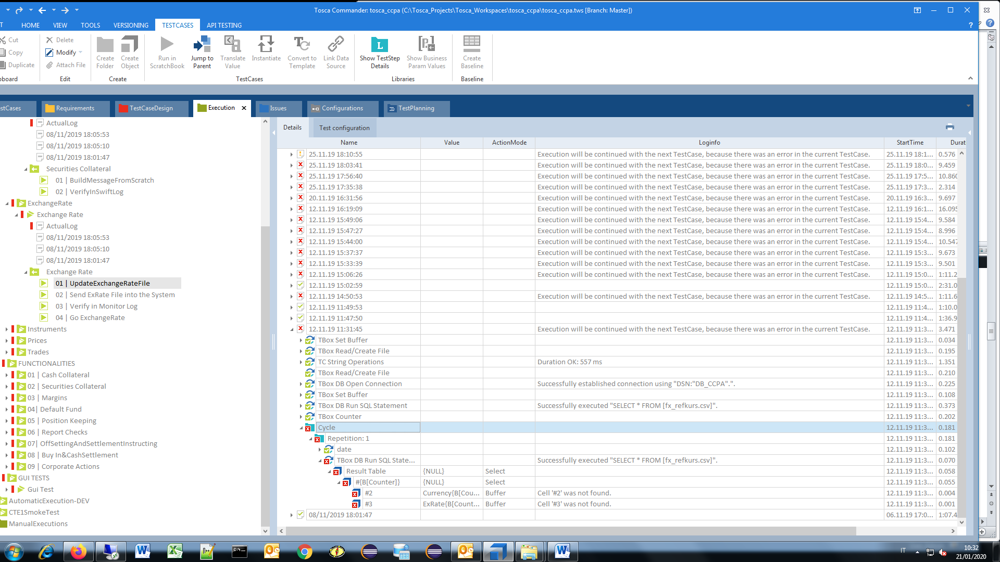 Tosca Commander: tosca_ccpa (C:\Tosca_Projects\Tosca_Workspaces\tosca_ccpa\tosca_ccpa.tws [Branch: Master])
T HOME VIEW TOOLS VERSIONING TESTCASES API TESTING
Cut
Copy
Duplicate
board
Delete
Modify
Attach File
Edit
Create Folder
Create Object
Create
Run in ScratchBook
Jump to Parent
Translate Value
Instantiate
Convert to Template
Link Data Source
TestCases
Show TestStep Details
Show Business Param Values
Libraries
Create Baseline
Baseline
estCases Requirements TestCaseDesign Execution Issues Configurations TestPlanning
ActualLog
08/11/2019 18:05:53
08/11/2019 18:05:10
08/11/2019 18:01:47
Securities Collateral
01 | BuildMessageFromScratch
02 | VerifyInSwiftLog
ExchangeRate
Exchange Rate
ActualLog
08/11/2019 18:05:53
08/11/2019 18:05:10
08/11/2019 18:01:47
Exchange Rate
01 | UpdateExchangeRateFile
02 | Send ExRate File into the System
03 | Verify in Monitor Log
04 | Go ExchangeRate
Instruments
Prices
Trades
FUNCTIONALITIES
01 | Cash Collateral
02 | Securities Collateral
03 | Margins
04| Default Fund
05 | Position Keeping
06 | Report Checks
07| OffSettingAndSettlementInstructing
08 | Buy In&CashSettlement
09 | Corporate Actions
GUI TESTS
Gui Test
AutomaticExecution-DEV
CTE1SmokeTest
ManualExecutions
Details Test configuration
Name Value ActionMode Loginfo StartTime Durat
25.11.19 18:10:55 Execution will be continued with the next TestCase, because there was an error in the current TestCase. 25.11.19 18:1... 0.576
25.11.19 18:03:41 Execution will be continued with the next TestCase, because there was an error in the current TestCase. 25.11.19 18:0... 9.459
25.11.19 17:56:40 Execution will be continued with the next TestCase, because there was an error in the current TestCase. 25.11.19 17:5... 10.860
25.11.19 17:35:38 Execution will be continued with the next TestCase, because there was an error in the current TestCase. 25.11.19 17:3... 2.314
20.11.19 16:31:56 Execution will be continued with the next TestCase, because there was an error in the current TestCase. 20.11.19 16:3... 9.697
12.11.19 16:19:09 Execution will be continued with the next TestCase, because there was an error in the current TestCase. 12.11.19 16:1... 16.095
12.11.19 15:49:06 Execution will be continued with the next TestCase, because there was an error in the current TestCase. 12.11.19 15:4... 9.584
12.11.19 15:47:27 Execution will be continued with the next TestCase, because there was an error in the current TestCase. 12.11.19 15:4... 8.996
12.11.19 15:44:00 Execution will be continued with the next TestCase, because there was an error in the current TestCase. 12.11.19 15:4... 10.547
12.11.19 15:37:37 Execution will be continued with the next TestCase, because there was an error in the current TestCase. 12.11.19 15:3... 9.673
12.11.19 15:33:39 Execution will be continued with the next TestCase, because there was an error in the current TestCase. 12.11.19 15:3... 9.501
12.11.19 15:06:26 Execution will be continued with the next TestCase, because there was an error in the current TestCase. 12.11.19 15:0... 1:11.2
12.11.19 15:02:59 12.11.19 15:0... 2:31.0
12.11.19 14:50:53 Execution will be continued with the next TestCase, because there was an error in the current TestCase. 12.11.19 14:5... 1:11.6
12.11.19 11:49:53 12.11.19 11:4... 1:10.0
12.11.19 11:47:50 12.11.19 11:4... 1:36.9
12.11.19 11:31:45 Execution will be continued with the next TestCase, because there was an error in the current TestCase. 12.11.19 11:3... 3.471
TBox Set Buffer 12.11.19 11:3... 0.034
TBox Read/Create File 12.11.19 11:3... 0.195
TC String Operations Duration OK: 557 ms 12.11.19 11:3... 1.351
TBox Read/Create File 12.11.19 11:3... 0.210
TBox DB Open Connection Successfully established connection using "DSN:"DB_CCPA".". 12.11.19 11:3... 0.225
TBox Set Buffer 12.11.19 11:3... 0.108
TBox DB Run SQL Statement Successfully executed "SELECT * FROM [fx_refkurs.csv]". 12.11.19 11:3... 0.373
TBox Counter 12.11.19 11:3... 0.202
Cycle 12.11.19 11:3... 0.181
Repetition: 1 12.11.19 11:3... 0.181
date 12.11.19 11:3... 0.102
TBox DB Run SQL State... Successfully executed "SELECT * FROM [fx_refkurs.csv]". 12.11.19 11:3... 0.070
Result Table {NULL} Select 12.11.19 11:3... 0.058
#{B[Counter]} {NULL} Select 12.11.19 11:3... 0.055
#2 Currency{B[Cou... Buffer Cell '#2' was not found. 12.11.19 11:3... 0.004
#3 ExRate{B[Count... Buffer Cell '#3' was not found. 12.11.19 11:3... 0.001
08/11/2019 18:01:47 06.11.19 17:0... 1:07.4
IT
10:32
21/01/2020